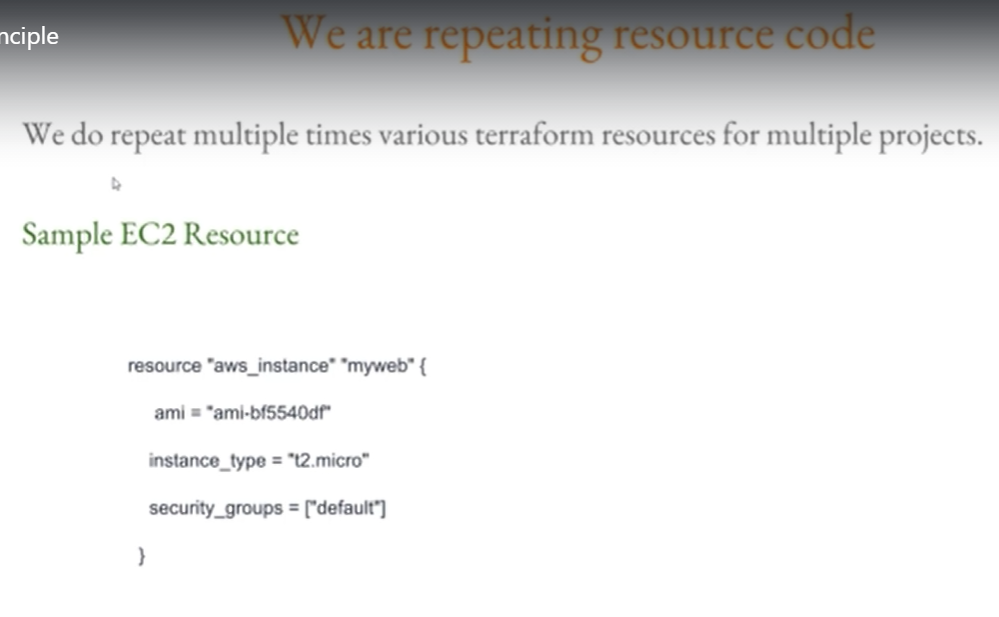 nciple
We are repeating resource code
We do repeat multiple times various terraform resources for multiple projects.
Sample EC2 Resource
resource "aws_instance" "myweb" {
ami = "ami-bf5540df"
instance_type = "t2.micro"
security_groups = ["default"]
}